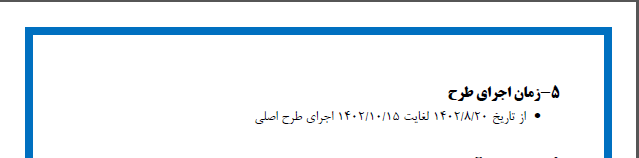 ۵-زمان اجرای طرح
• از تاریخ ۱۴۰۲/۸/۲۰ لغایت ۱۴۰۲/۱۰/۱۵ اجرای طرح اصلی